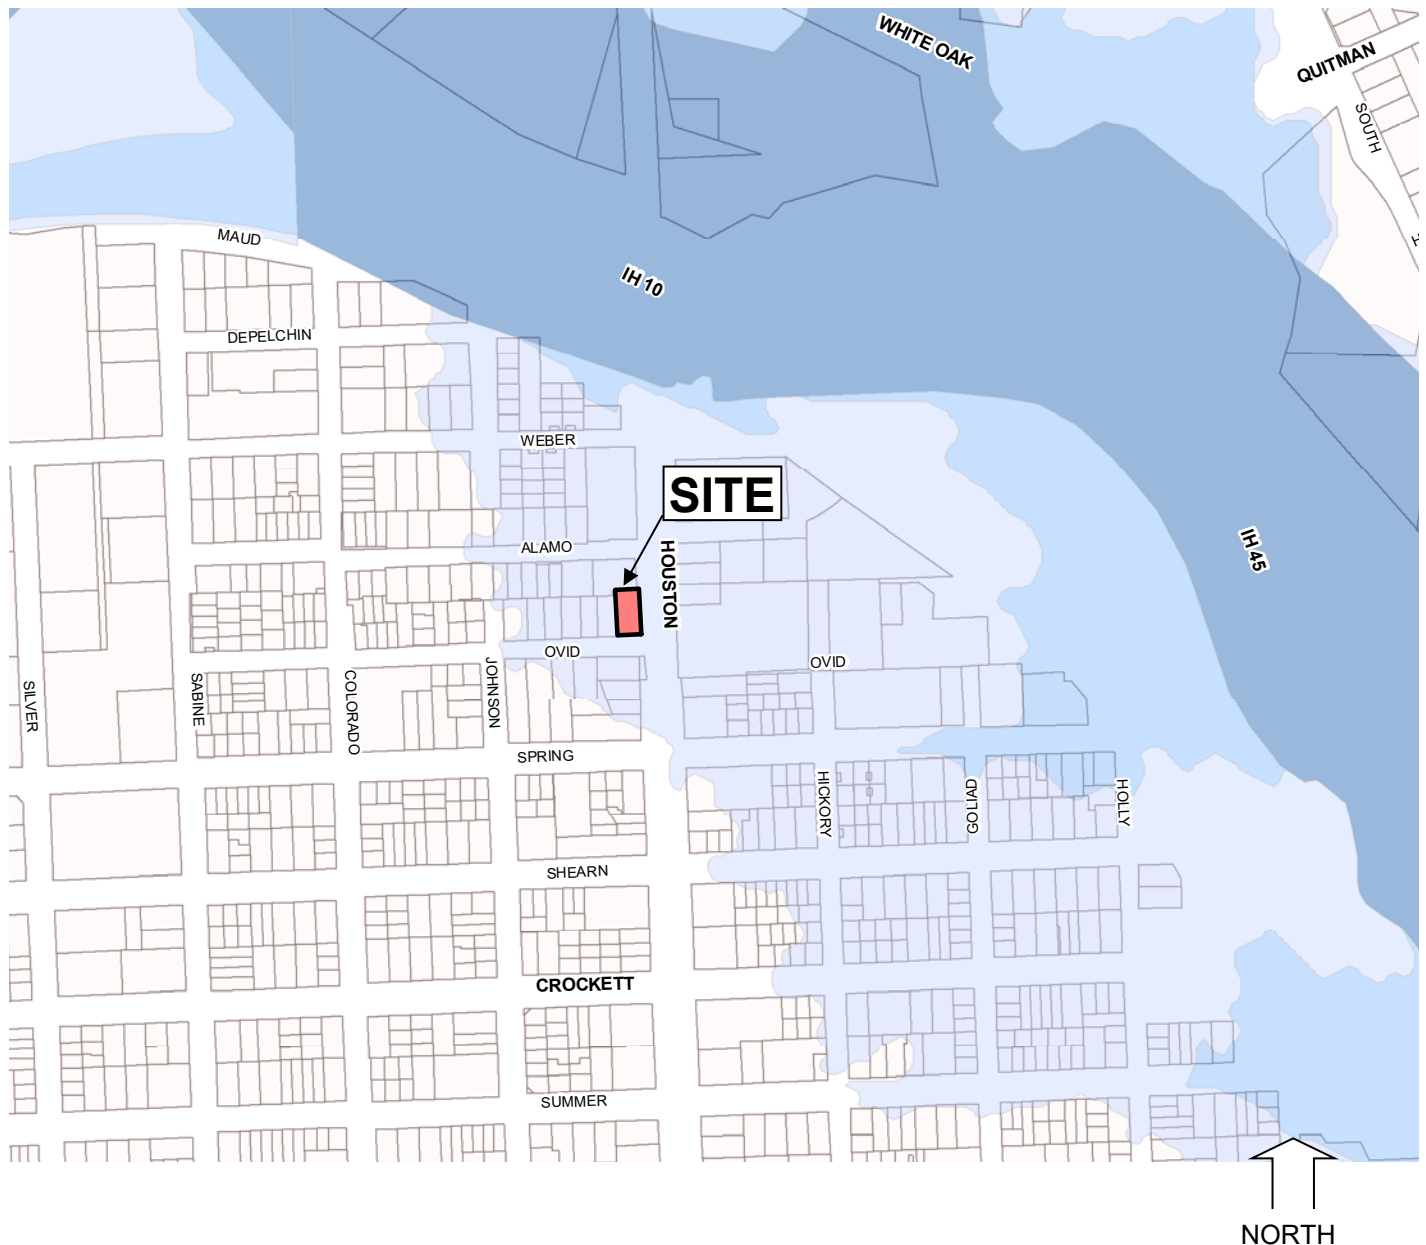 WHITE OAK
QUITMAN
SOUTH
MAUD
IH 10
DEPELCHIN
WEBER
SITE
ALAMO
HOUSTON
IH 45
OVID
OVID
SILVER
SABINE
COLORADO
JOHNSON
SPRING
HICKORY
GOLIAD
HOLLY
SHEARN
CROCKETT
SUMMER
NORTH